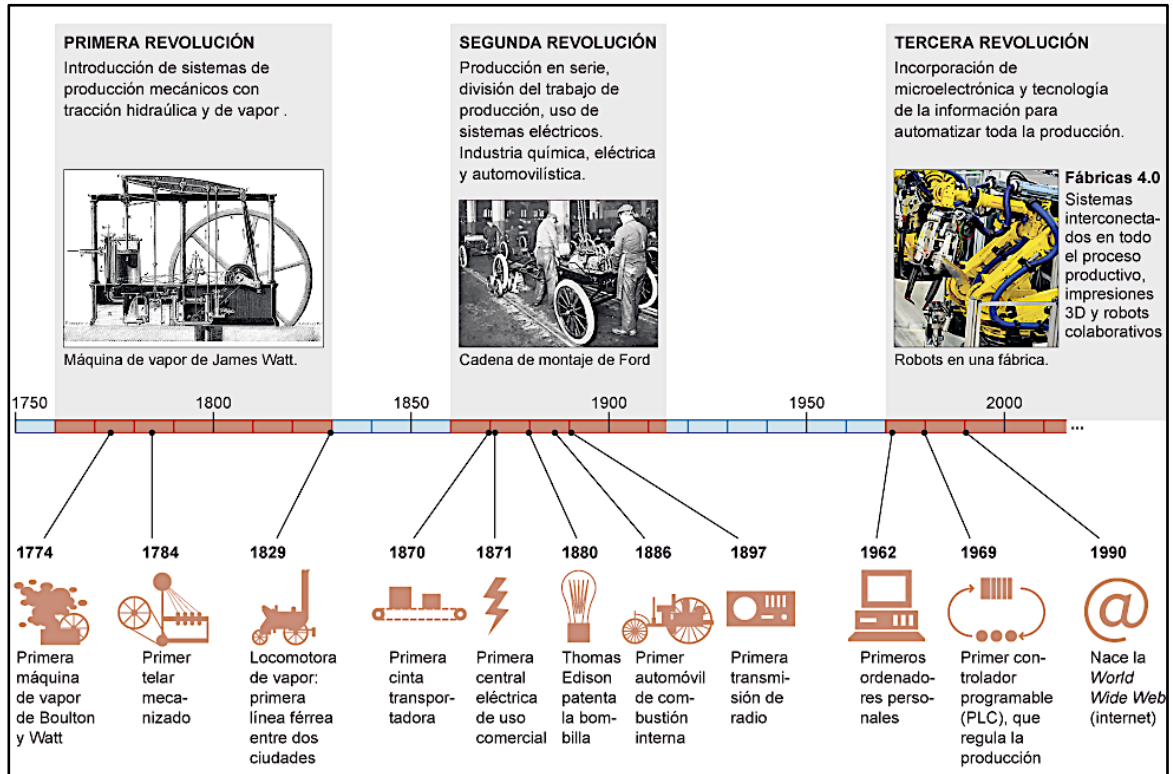 PRIMERA REVOLUCIÓN
Introducción de sistemas de
producción mecánicos con
tracción hidraúlica y de vapor .
Máquina de vapor de James Watt.
SEGUNDA REVOLUCIÓN
Producción en serie,
división del trabajo de
producción, uso de
sistemas eléctricos.
Industria química, eléctrica
y automovilística.
Cadena de montaje de Ford
TERCERA REVOLUCIÓN
Incorporación de
microelectrónica y tecnología
de la información para
automatizar toda la producción.
Fábricas 4.0
Sistemas
interconecta-
dos en todo
el proceso
productivo,
impresiones
3D y robots
colaborativos
Robots en una fábrica.
1750
1800
1850
1900
1950
2000
...
1774
Primera
máquina
de vapor
de Boulton
y Watt
1784
Primer
telar
meca-
nizado
1829
Locomotora
de vapor:
primera
línea férrea
entre dos
ciudades
1870
Primera
cinta
transpor-
tadora
1871
Primera
central
eléctrica
de uso
comercial
1880
Thomas
Edison
patenta
la bom-
billa
1886
Primer
automóvil
de com-
bustión
interna
1897
Primera
transmi-
sión de
radio
1962
Primeros
ordenado-
res perso-
nales
1969
Primer con-
trolador
programable
(PLC), que
regula la
producción
1990
@
Nace la
World
Wide Web
(internet)